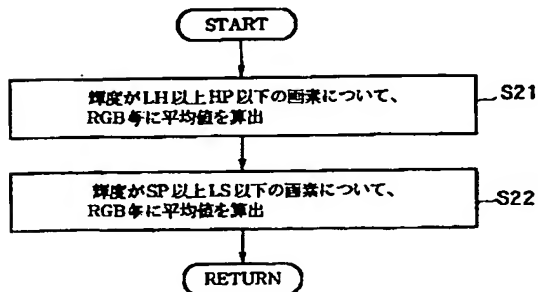 START
輝度がLH以上HP以下の画素について、
RGB毎に平均値を算出
S21
輝度がSP以上LS以下の画素について、
RGB毎に平均値を算出
S22
RETURN